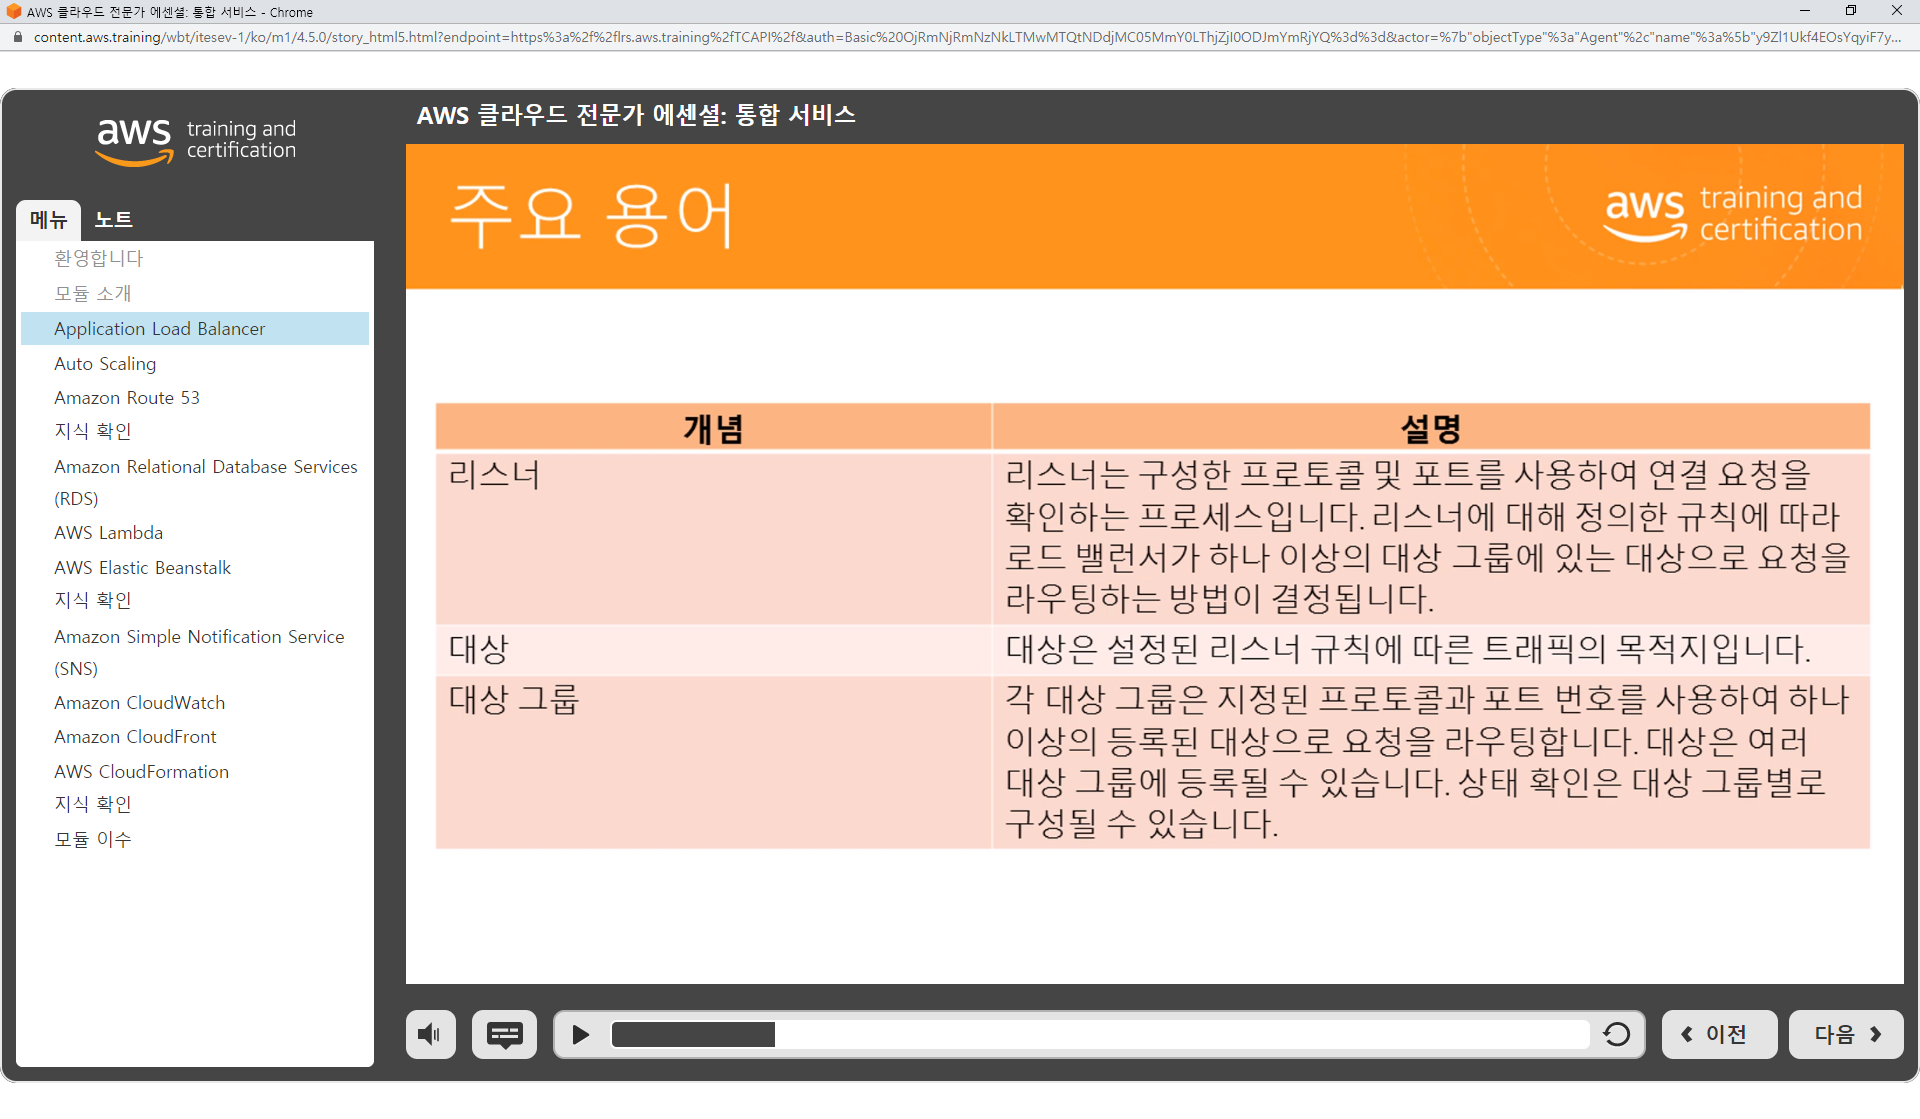 AWS 클라우드 전문가 에센셜: 통합 서비스 - Chrome
content.aws.training/wbt/itesev-1/ko/m1/4.5.0/story_html5.html?endpoint=https%3a%2f%2flrs.aws.training%2fTCAPI%2f&auth=Basic%20OjRmNjRmNzNkLTMwMTQtNDdjMC05MmY0LThjZjI0ODJmYmRjYQ%3d%3d&actor=%7b"objectType"%3a"Agent"%2c"name"%3a%5b"y9Zl1Ukf4EOsYqyiF7y...
aws training and certification
AWS 클라우드 전문가 에센셜: 통합 서비스
메뉴
노트
환영합니다
모듈 소개
Application Load Balancer
Auto Scaling
Amazon Route 53
지식 확인
Amazon Relational Database Services
(RDS)
AWS Lambda
AWS Elastic Beanstalk
지식 확인
Amazon Simple Notification Service
(SNS)
Amazon CloudWatch
Amazon CloudFront
AWS CloudFormation
지식 확인
모듈 이수
주요 용어
aws training and certification
개념
설명
리스너
리스너는 구성한 프로토콜 및 포트를 사용하여 연결 요청을
확인하는 프로세스입니다. 리스너에 대해 정의한 규칙에 따라
로드 밸런서가 하나 이상의 대상 그룹에 있는 대상으로 요청을
라우팅하는 방법이 결정됩니다.
대상
대상은 설정된 리스너 규칙에 따른 트래픽의 목적지입니다.
대상 그룹
각 대상 그룹은 지정된 프로토콜과 포트 번호를 사용하여 하나
이상의 등록된 대상으로 요청을 라우팅합니다. 대상은 여러
대상 그룹에 등록될 수 있습니다. 상태 확인은 대상 그룹별로
구성될 수 있습니다.
이전
다음